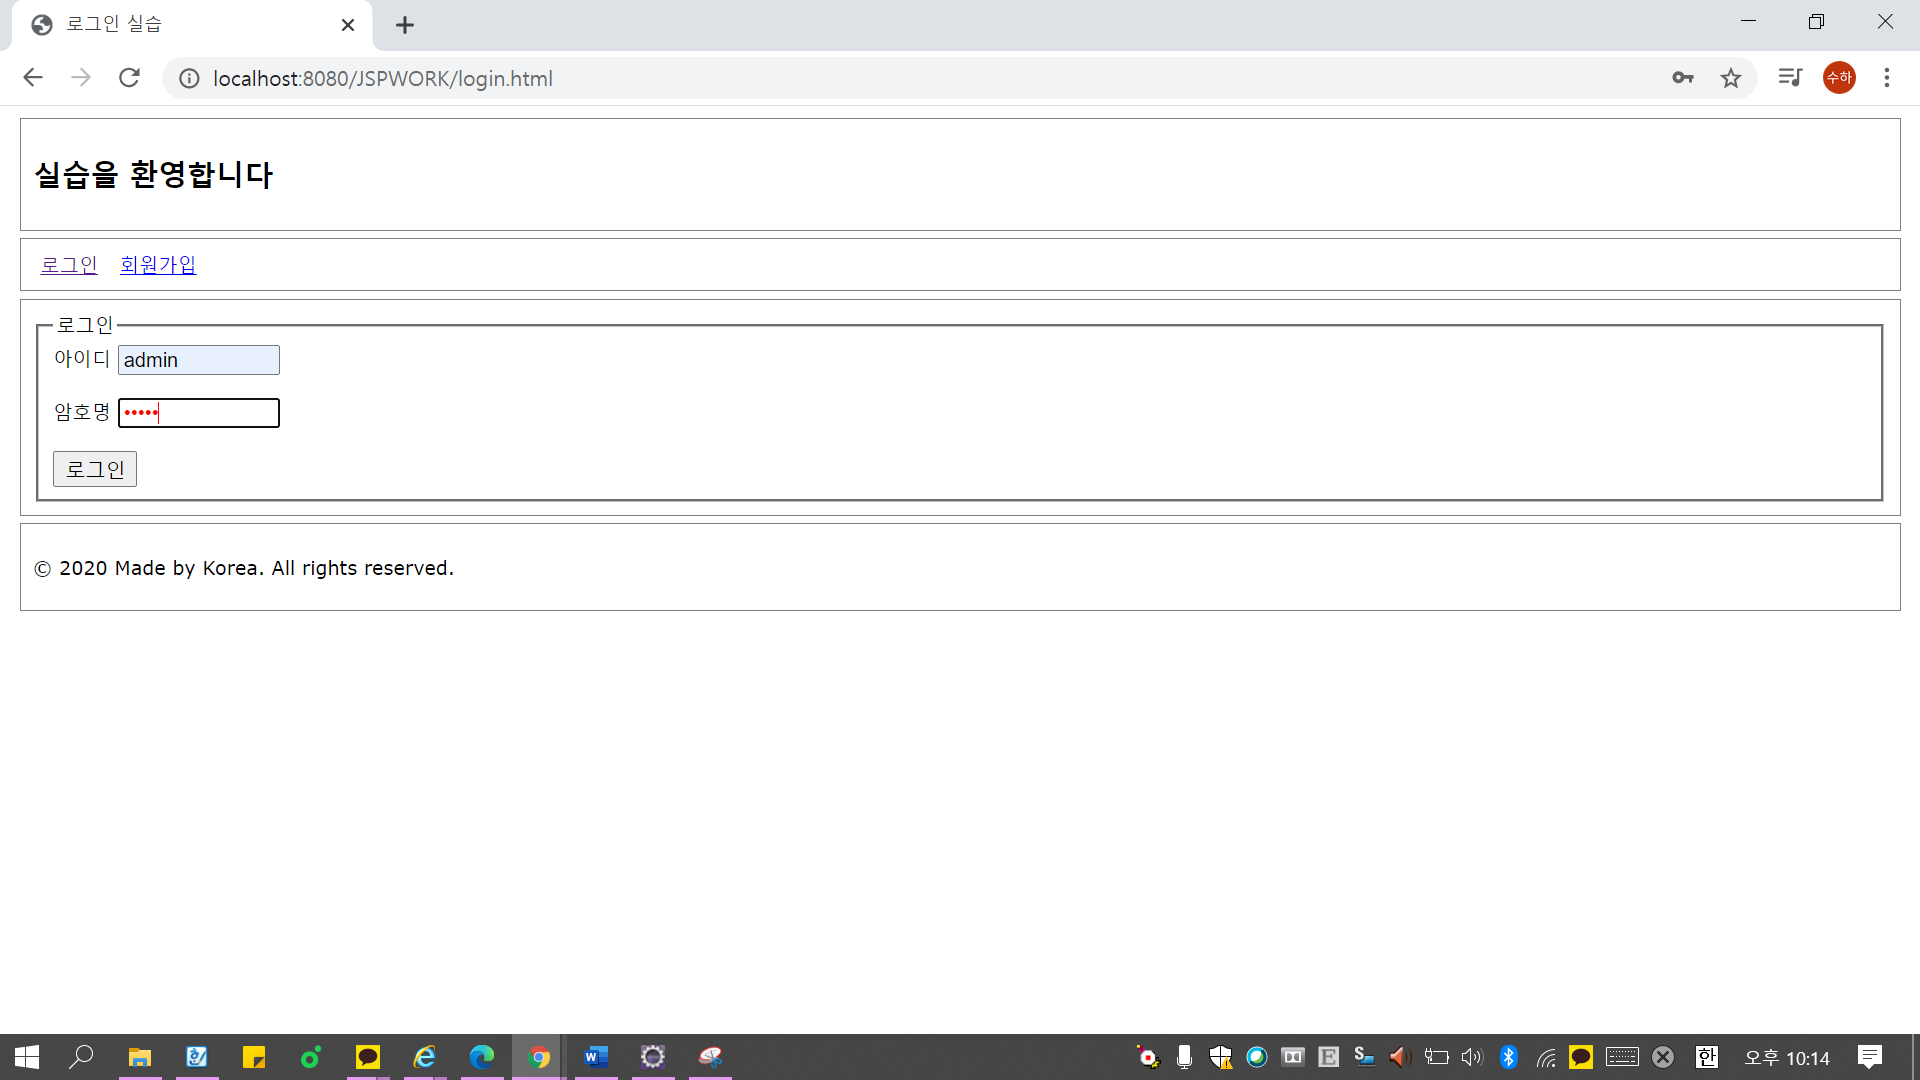 로그인 실습
localhost:8080/JSPWORK/login.html
수하
실습을 환영합니다
로그인 회원가입
로그인
아이디 admin
암호명 •••••
로그인
© 2020 Made by Korea. All rights reserved.
한 오후 10:14